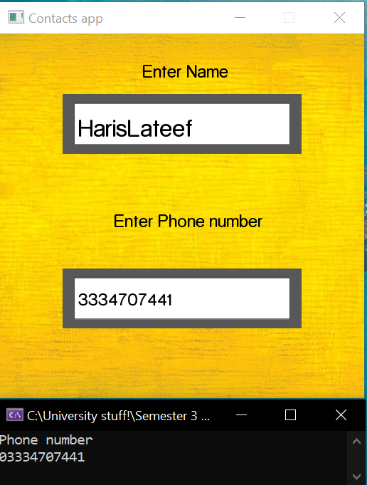 Contacts app
Enter Name
HarisLateef
Enter Phone number
3334707441
C:\University stuff!\Semester 3 ...
Phone number
03334707441